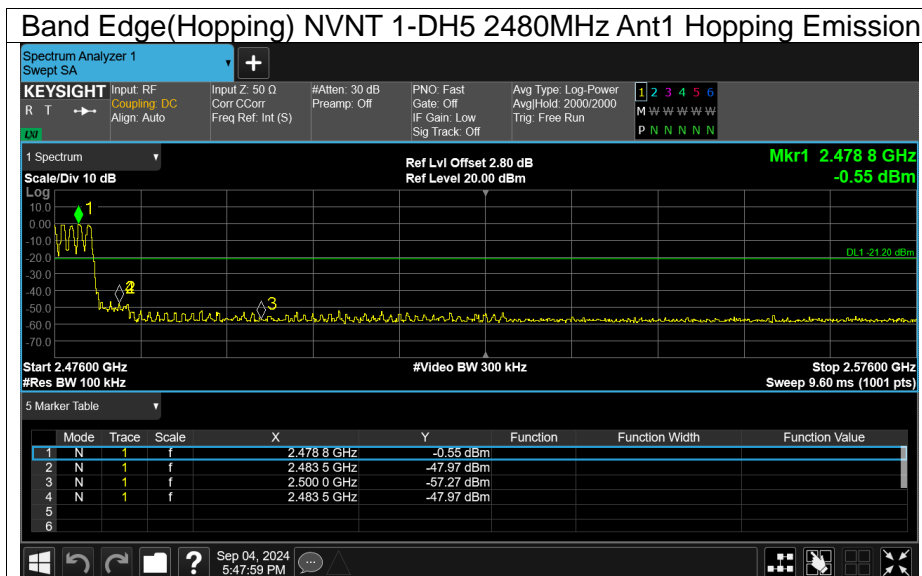 Band Edge(Hopping) NVNT 1-DH5 2480MHz Ant1 Hopping Emission
Spectrum Analyzer 1
Swept SA
+
KEYSIGHT Input: RF Input Z: 50 Ω #Atten: 30 dB PNO: Fast Avg Type: Log-Power 1 2 3 4 5 6
R T Coupling: DC Corr CCorr Preamp: Off Gate: Off Avg|Hold: 2000/2000 M W W W W W
Align: Auto Freq Ref: Int (S) IF Gain: Low Trig: Free Run
LXI Sig Track: Off P N N N N N
1 Spectrum Ref Lvl Offset 2.80 dB Mkr1 2.478 8 GHz
Scale/Div 10 dB Ref Level 20.00 dBm -0.55 dBm
Log
10.0 1
0.00
-10.0
-20.0 DL1 -21.20 dBm
-30.0
-40.0
-50.0 3
-60.0
-70.0
Start 2.47600 GHz #Video BW 300 kHz Stop 2.57600 GHz
#Res BW 100 kHz Sweep 9.60 ms (1001 pts)
5 Marker Table
Mode Trace Scale X Y Function Function Width Function Value
1 N 1 f 2.478 8 GHz -0.55 dBm
2 N 1 f 2.483 5 GHz -47.97 dBm
3 N 1 f 2.500 0 GHz -57.27 dBm
4 N 1 f 2.483 5 GHz -47.97 dBm
5
6
? Sep 04, 2024
5:47:59 PM